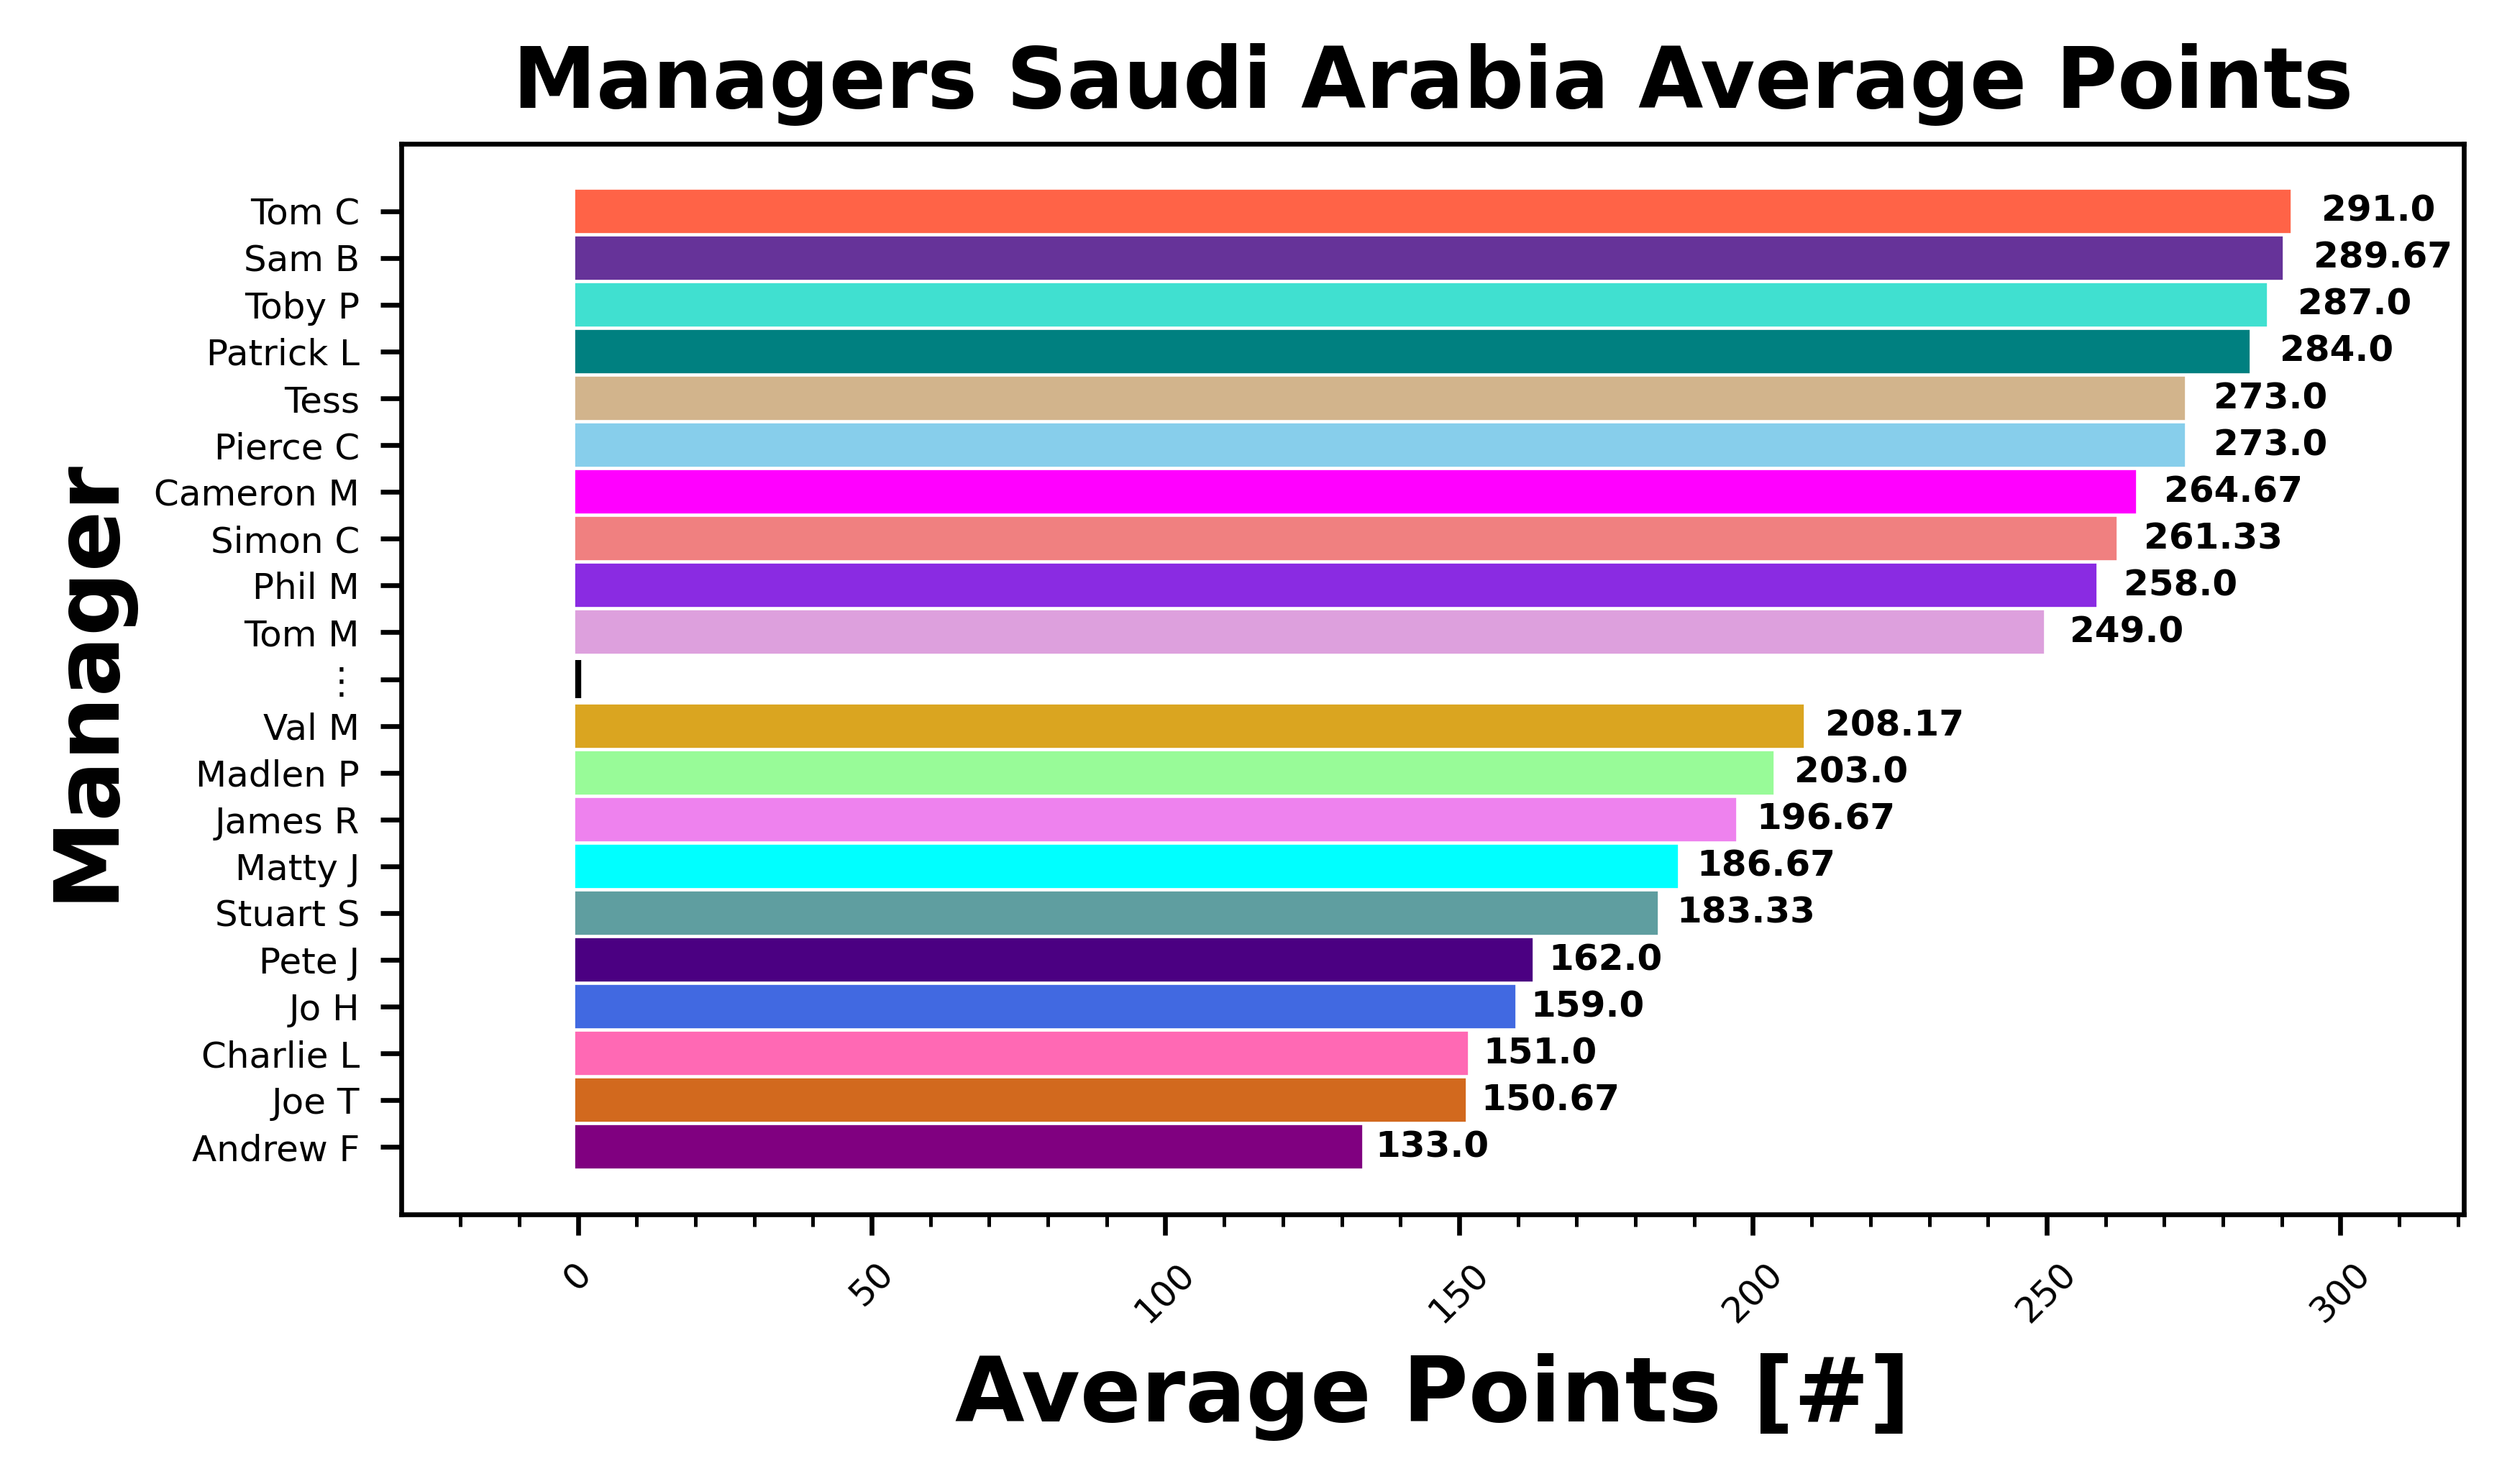 Managers Saudi Arabia Average Points
Manager
Tom C 291.0
Sam B 289.67
Toby P 287.0
Patrick L 284.0
Tess 273.0
Pierce C 273.0
Cameron M 264.67
Simon C 261.33
Phil M 258.0
Tom M 249.0
⋮
Val M 208.17
Madlen P 203.0
James R 196.67
Matty J 186.67
Stuart S 183.33
Pete J 162.0
Jo H 159.0
Charlie L 151.0
Joe T 150.67
Andrew F 133.0
0 50 100 150 200 250 300
Average Points [#]